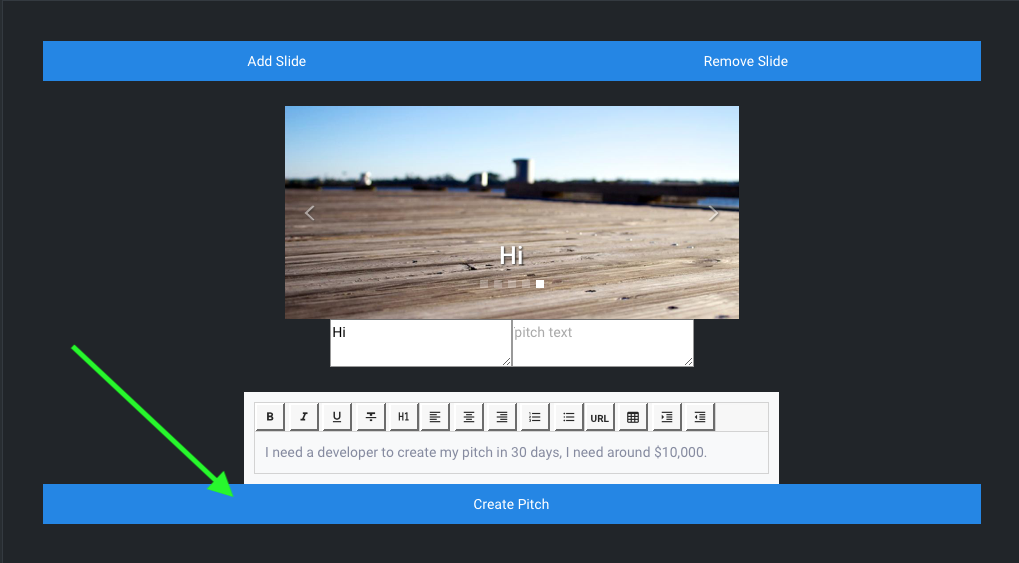 Add Slide Remove Slide
Hi
Hi pitch text
B I U T H1 URL
I need a developer to create my pitch in 30 days, I need around $10,000.
Create Pitch